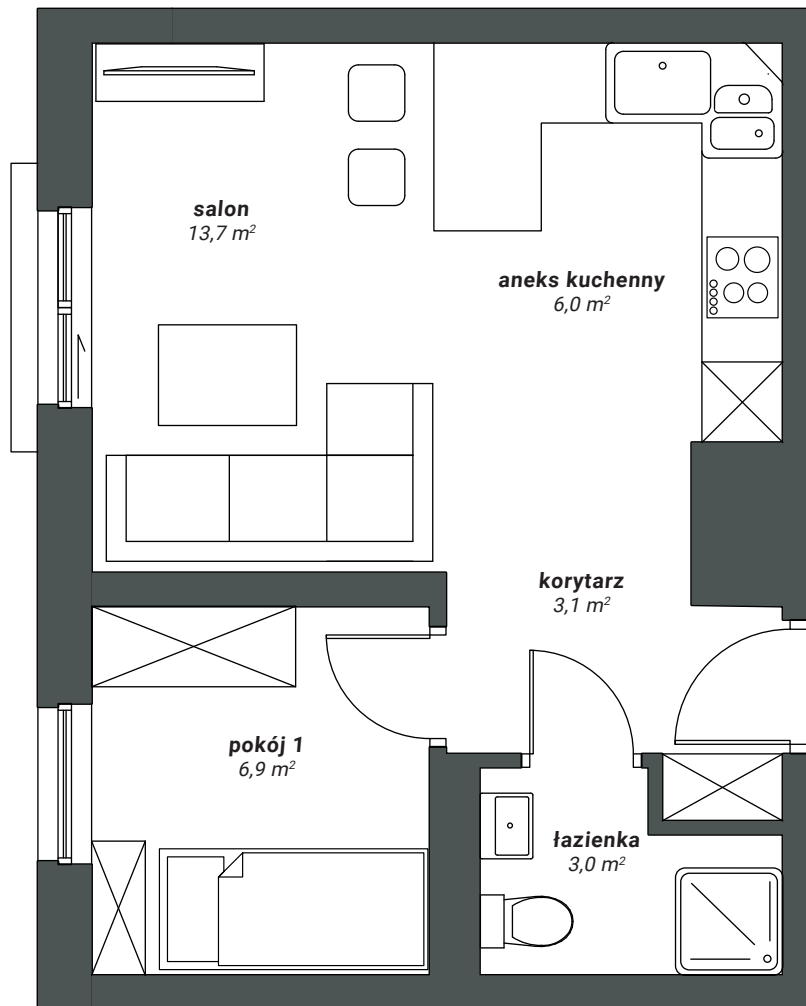 salon
13,7 m²
aneks kuchenny
6,0 m²
korytarz
3,1 m²
pokój 1
6,9 m²
łazienka
3,0 m²